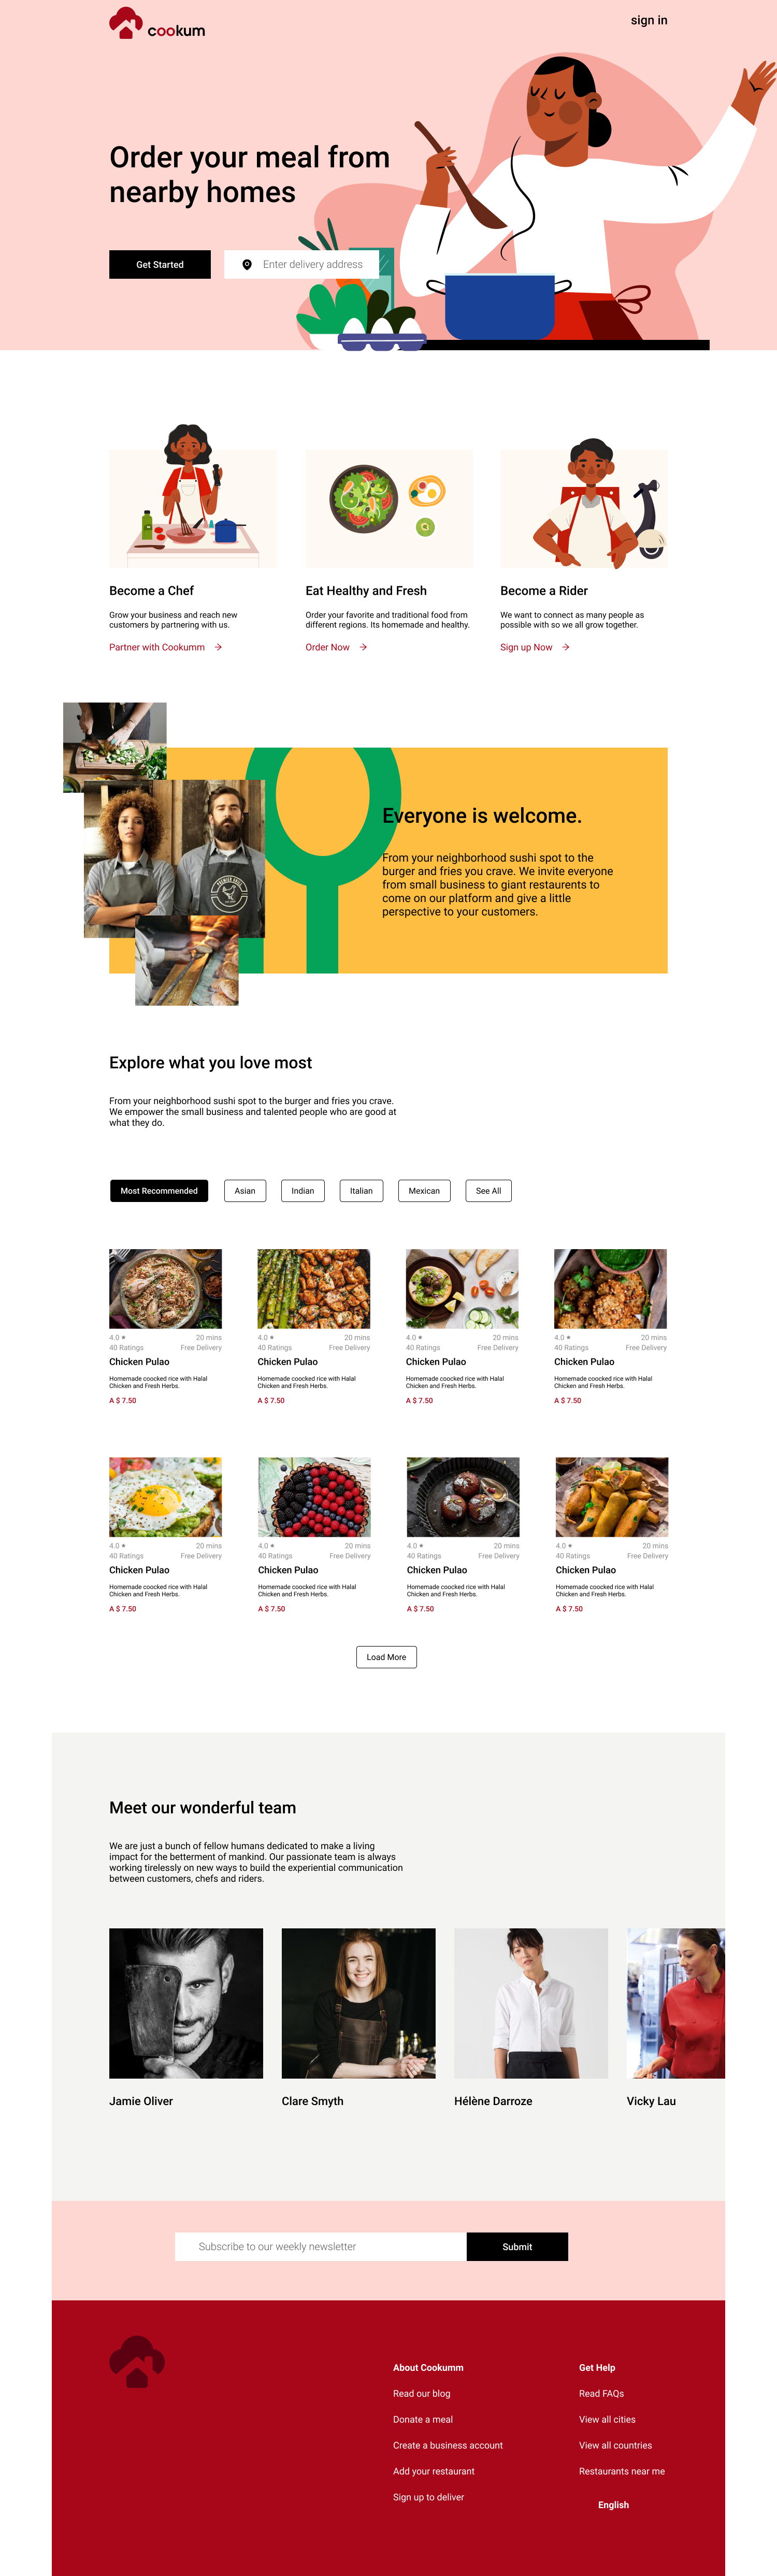 cookum
sign in
Order your meal from
nearby homes
Get Started
Enter delivery address
Become a Chef
Grow your business and reach new
customers by partnering with us.
Partner with Cookumm
Eat Healthy and Fresh
Order your favorite and traditional food from
different regions. Its homemade and healthy.
Order Now
Become a Rider
We want to connect as many people as
possible with so we all grow together.
Sign up Now
Everyone is welcome.
From your neighborhood sushi spot to the
burger and fries you crave. We invite everyone
from small business to giant restaurents to
come on our platform and give a little
perspective to your customers.
Explore what you love most
From your neighborhood sushi spot to the burger and fries you crave.
We empower the small business and talented people who are good at
what they do.
Most Recommended
Asian
Indian
Italian
Mexican
See All
4.0 ★ 20 mins
40 Ratings Free Delivery
Chicken Pulao
Homemade coocked rice with Halal
Chicken and Fresh Herbs.
A $ 7.50
4.0 ★ 20 mins
40 Ratings Free Delivery
Chicken Pulao
Homemade coocked rice with Halal
Chicken and Fresh Herbs.
A $ 7.50
4.0 ★ 20 mins
40 Ratings Free Delivery
Chicken Pulao
Homemade coocked rice with Halal
Chicken and Fresh Herbs.
A $ 7.50
4.0 ★ 20 mins
40 Ratings Free Delivery
Chicken Pulao
Homemade coocked rice with Halal
Chicken and Fresh Herbs.
A $ 7.50
4.0 ★ 20 mins
40 Ratings Free Delivery
Chicken Pulao
Homemade coocked rice with Halal
Chicken and Fresh Herbs.
A $ 7.50
4.0 ★ 20 mins
40 Ratings Free Delivery
Chicken Pulao
Homemade coocked rice with Halal
Chicken and Fresh Herbs.
A $ 7.50
4.0 ★ 20 mins
40 Ratings Free Delivery
Chicken Pulao
Homemade coocked rice with Halal
Chicken and Fresh Herbs.
A $ 7.50
4.0 ★ 20 mins
40 Ratings Free Delivery
Chicken Pulao
Homemade coocked rice with Halal
Chicken and Fresh Herbs.
A $ 7.50
Load More
Meet our wonderful team
We are just a bunch of fellow humans dedicated to make a living
impact for the betterment of mankind. Our passionate team is always
working tirelessly on new ways to build the experiential communication
between customers, chefs and riders.
Jamie Oliver
Clare Smyth
Hélène Darroze
Vicky Lau
Subscribe to our weekly newsletter
Submit
About Cookumm
Read our blog
Donate a meal
Create a business account
Add your restaurant
Sign up to deliver
Get Help
Read FAQs
View all cities
View all countries
Restaurants near me
English